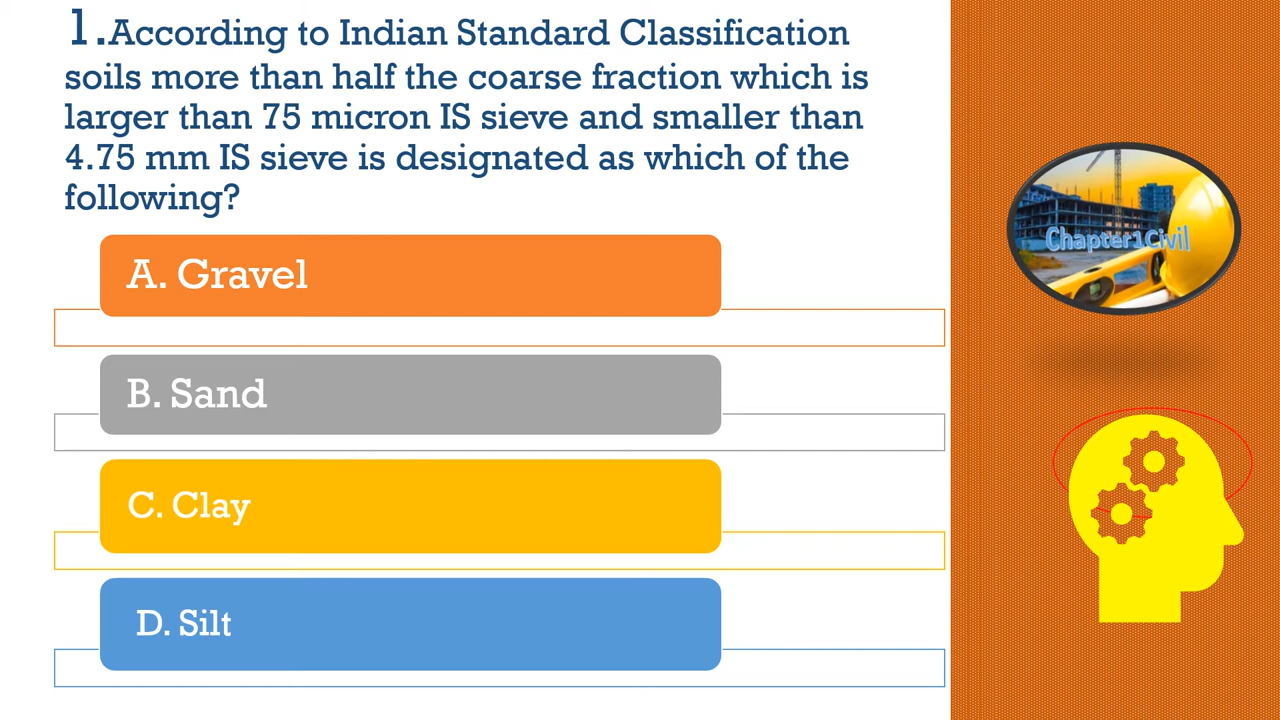 1.According to Indian Standard Classification
soils more than half the coarse fraction which is
larger than 75 micron IS sieve and smaller than
4.75 mm IS sieve is designated as which of the
following?
A. Gravel
B. Sand
C. Clay
D. Silt
Chapter1Civil